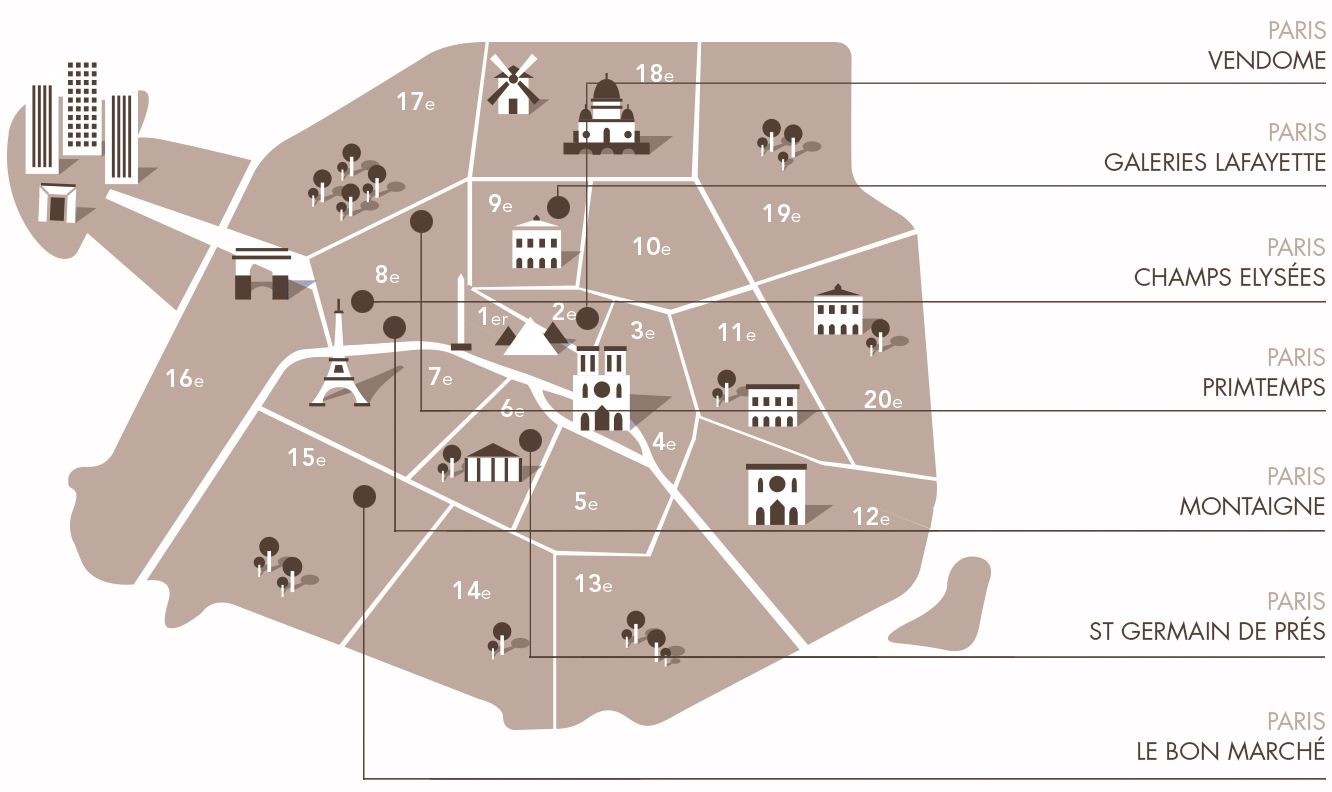 PARIS
VENDOME
18e
17e
PARIS
GALERIES LAFAYETTE
9e
19e
10e
PARIS
CHAMPS ELYSÉES
8e
1er
2e
3e
11e
PARIS
PRIMTEMPS
16e
7e
6e
20e
4e
15e
PARIS
MONTAIGNE
5e
12e
14e
13e
PARIS
ST GERMAIN DE PRÉS
PARIS
LE BON MARCHÉ